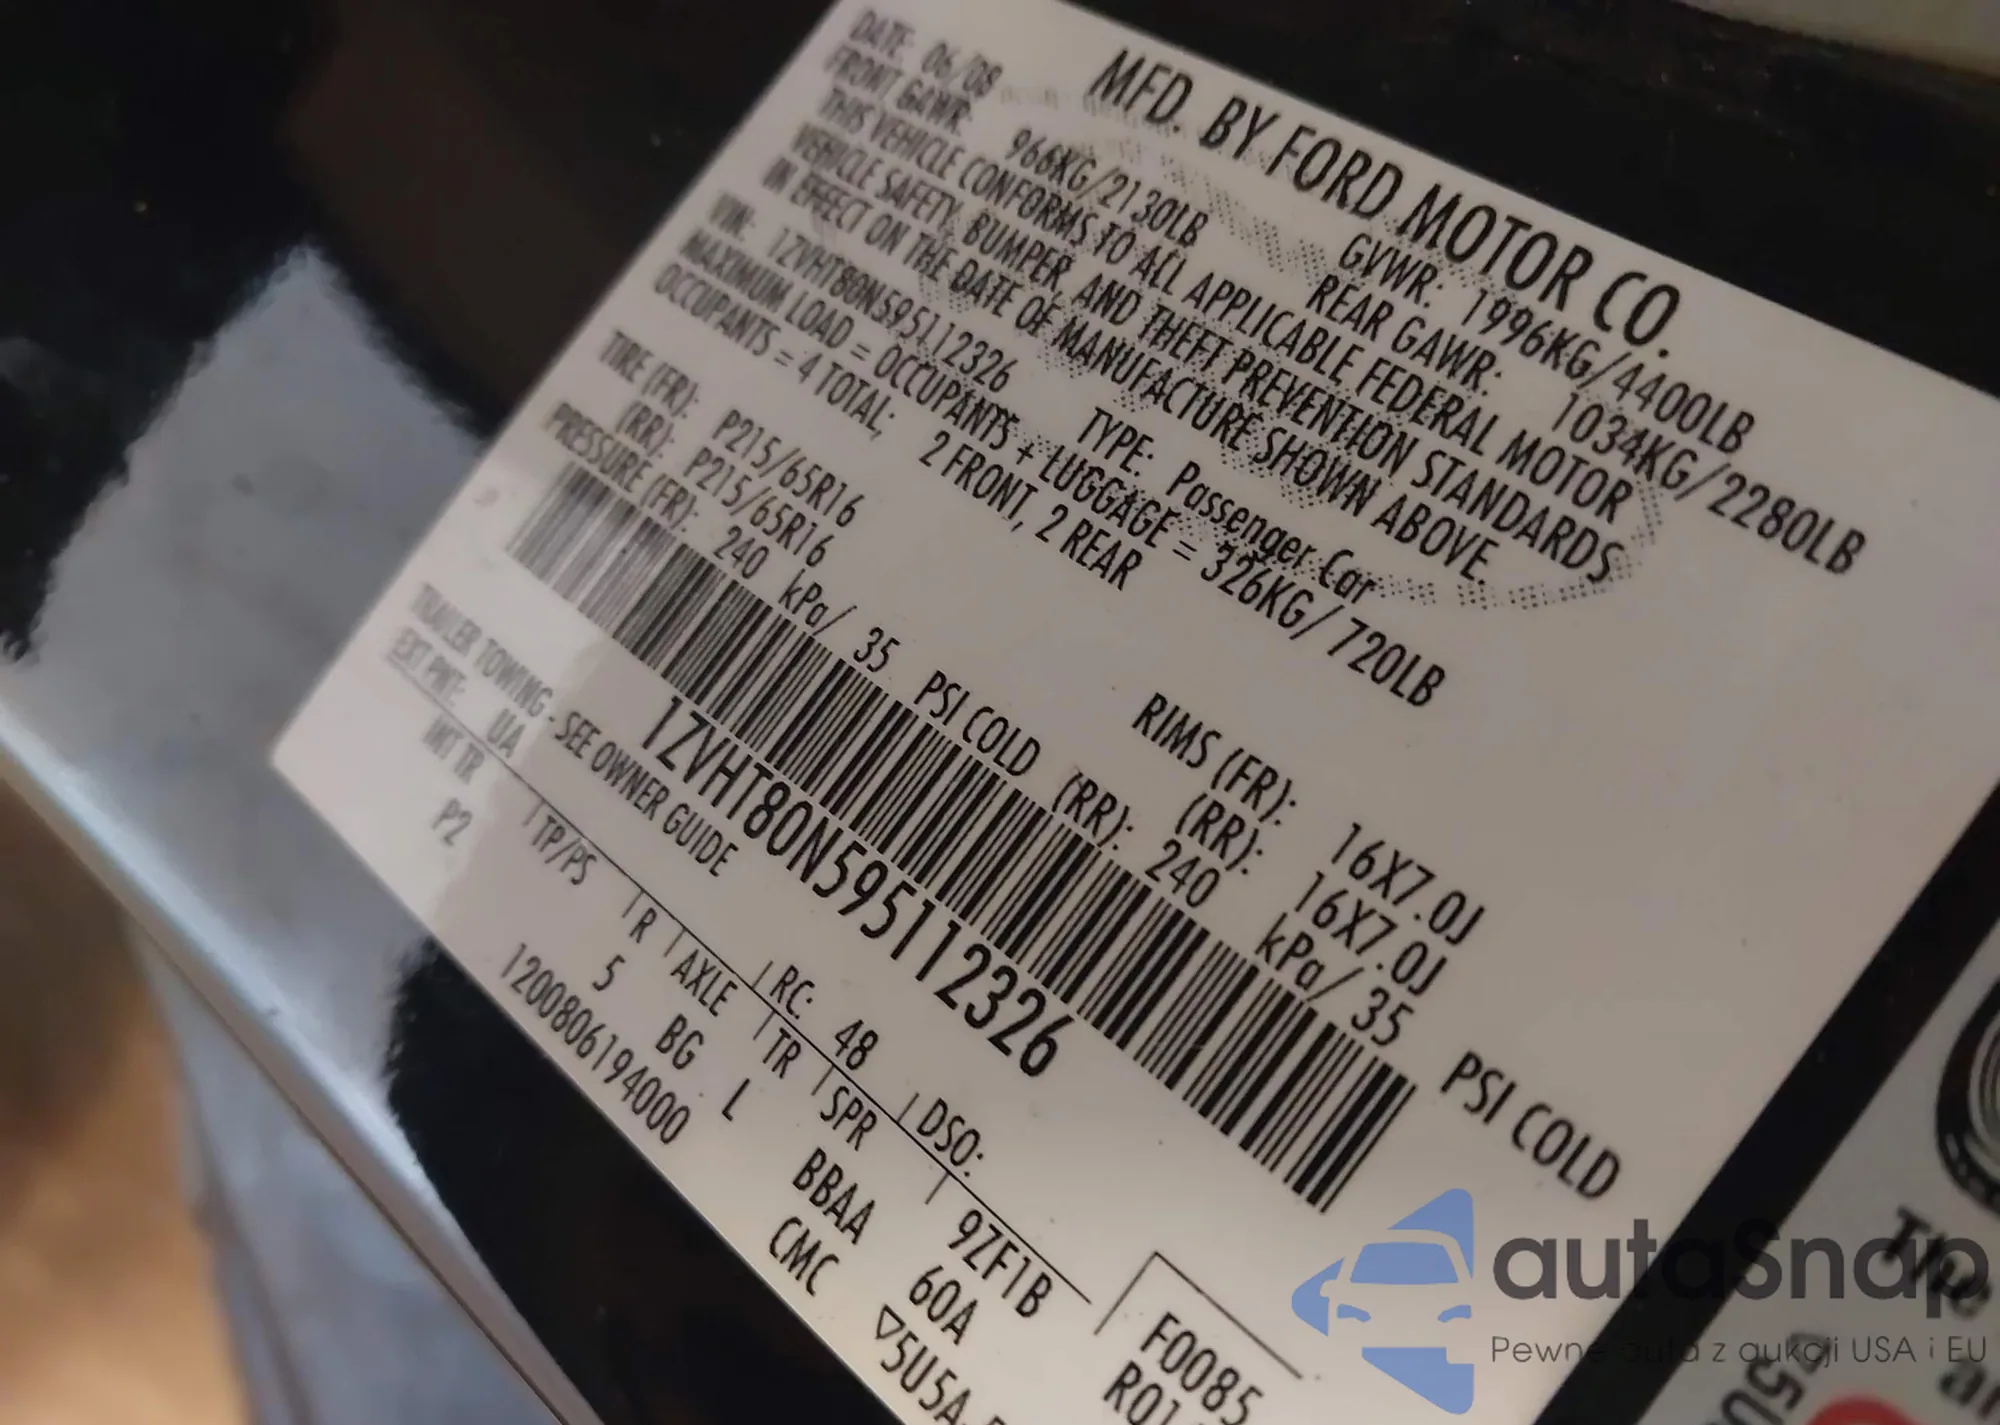 MFD. BY FORD MOTOR CO.
DATE: 06/08 GVWR: 1996KG/4400LB
FRONT GAWR: 966KG/2130LB REAR GAWR: 1034KG/2280LB
THIS VEHICLE CONFORMS TO ALL APPLICABLE FEDERAL MOTOR
VEHICLE SAFETY, BUMPER, AND THEFT PREVENTION STANDARDS
IN EFFECT ON THE DATE OF MANUFACTURE SHOWN ABOVE.
VIN: 1ZVHT80N595112326 TYPE: Passenger Car
MAXIMUM LOAD = OCCUPANTS + LUGGAGE = 326KG/720LB
OCCUPANTS = 4 TOTAL; 2 FRONT, 2 REAR
TIRE (FR): P215/65R16 RIMS (FR): 16X7.0J
(RR): P215/65R16 (RR): 16X7.0J
PRESSURE (FR): 240 kPa/ 35 PSI COLD (RR): 240 kPa/ 35 PSI COLD
1ZVHT80N595112326
TRAILER TOWING - SEE OWNER GUIDE
EXT PNT: UA RC: 48 DSO: F0085
INT TR TP/PS R AXLE TR SPR 9ZF1B
P2 5 BG L BBAA 60A
1200806194000 CMC ▽5U5A
The
autaSnap
Pewne auta z aukcji USA i EU